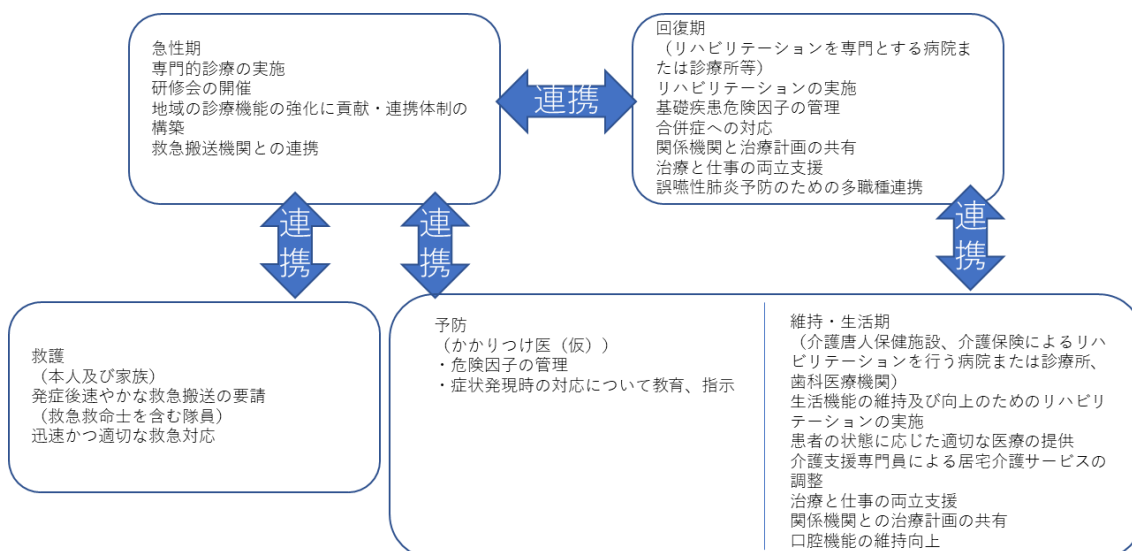 急性期
専門的診療の実施
研修会の開催
地域の診療機能の強化に貢献・連携体制の
構築
救急搬送機関との連携
連携
回復期
（リハビリテーションを専門とする病院ま
たは診療所等）
リハビリテーションの実施
基礎疾患危険因子の管理
合併症への対応
関係機関と治療計画の共有
治療と仕事の両立支援
誤嚥性肺炎予防のための多職種連携
連携
連携
連携
救護
（本人及び家族）
発症後速やかな救急搬送の要請
（救急救命士を含む隊員）
迅速かつ適切な救急対応
予防
（かかりつけ医（仮））
・危険因子の管理
・症状発現時の対応について教育、指示
維持・生活期
（介護唐人保健施設、介護保険によるリハ
ビリテーションを行う病院または診療所、
歯科医療機関）
生活機能の維持及び向上のためのリハビリ
テーションの実施
患者の状態に応じた適切な医療の提供
介護支援専門員による居宅介護サービスの
調整
治療と仕事の両立支援
関係機関との治療計画の共有
口腔機能の維持向上